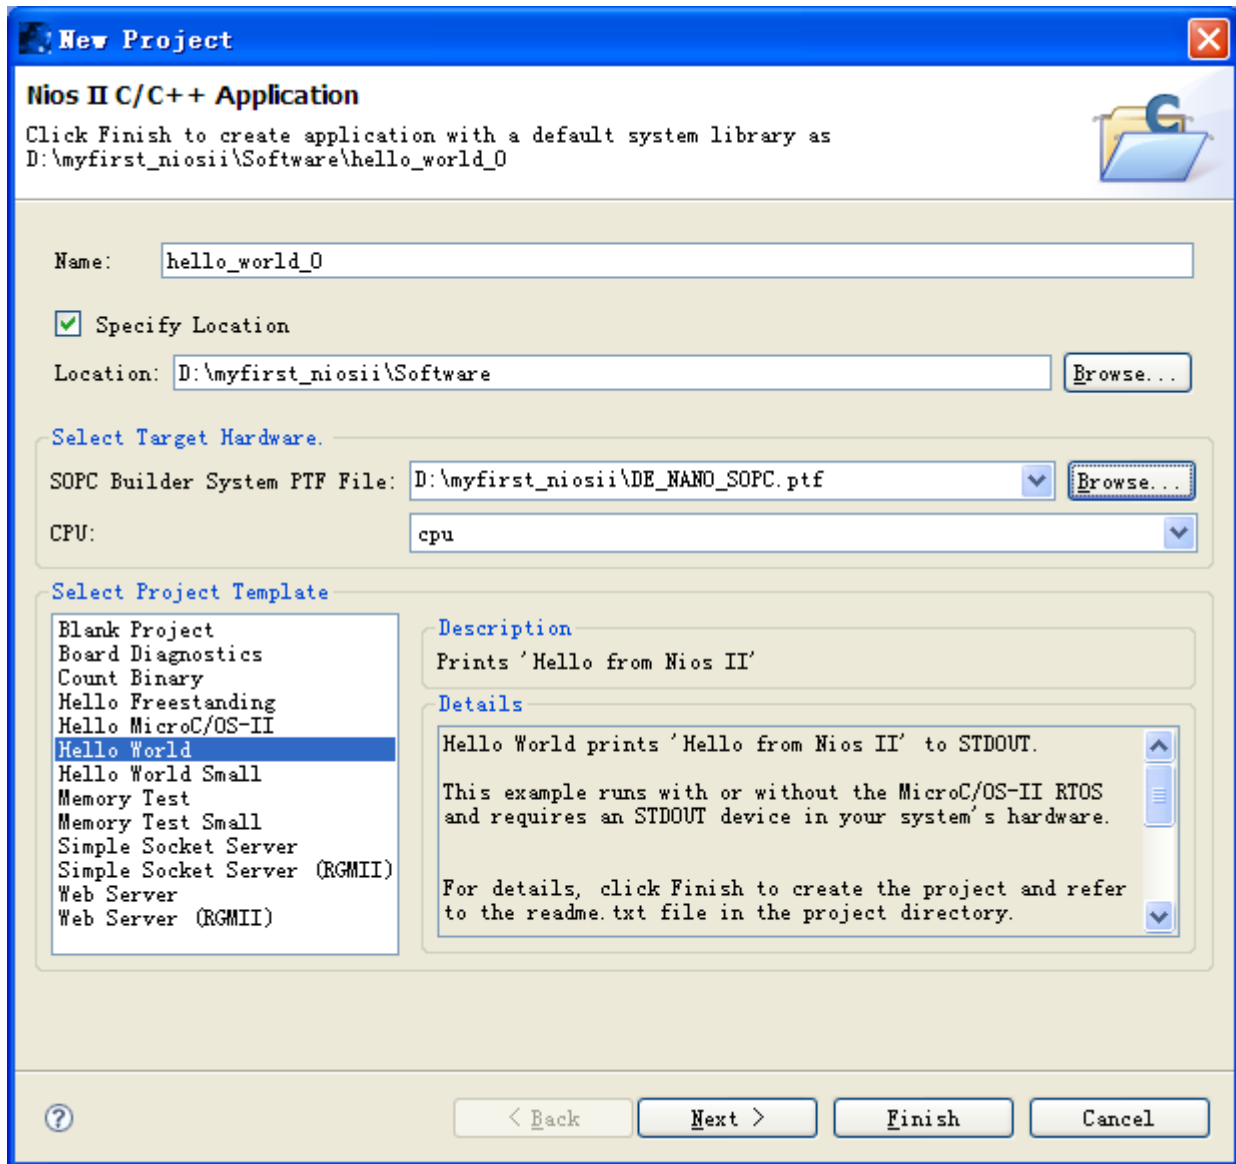 New Project
Nios II C/C++ Application
Click Finish to create application with a default system library as
D:\myfirst_niosii\Software\hello_world_0
Name: hello_world_0
Specify Location
Location: D:\myfirst_niosii\Software Browse...
Select Target Hardware.
SOPC Builder System PTF File: D:\myfirst_niosii\DE_NANO_SOPC.ptf Browse...
CPU: cpu
Select Project Template
Blank Project
Board Diagnostics
Count Binary
Hello Freestanding
Hello MicroC/OS-II
Hello World
Hello World Small
Memory Test
Memory Test Small
Simple Socket Server
Simple Socket Server (RGMII)
Web Server
Web Server (RGMII)
Description
Prints 'Hello from Nios II'
Details
Hello World prints 'Hello from Nios II' to STDOUT.
This example runs with or without the MicroC/OS-II RTOS
and requires an STDOUT device in your system's hardware.
For details, click Finish to create the project and refer
to the readme.txt file in the project directory.
? < Back Next > Finish Cancel